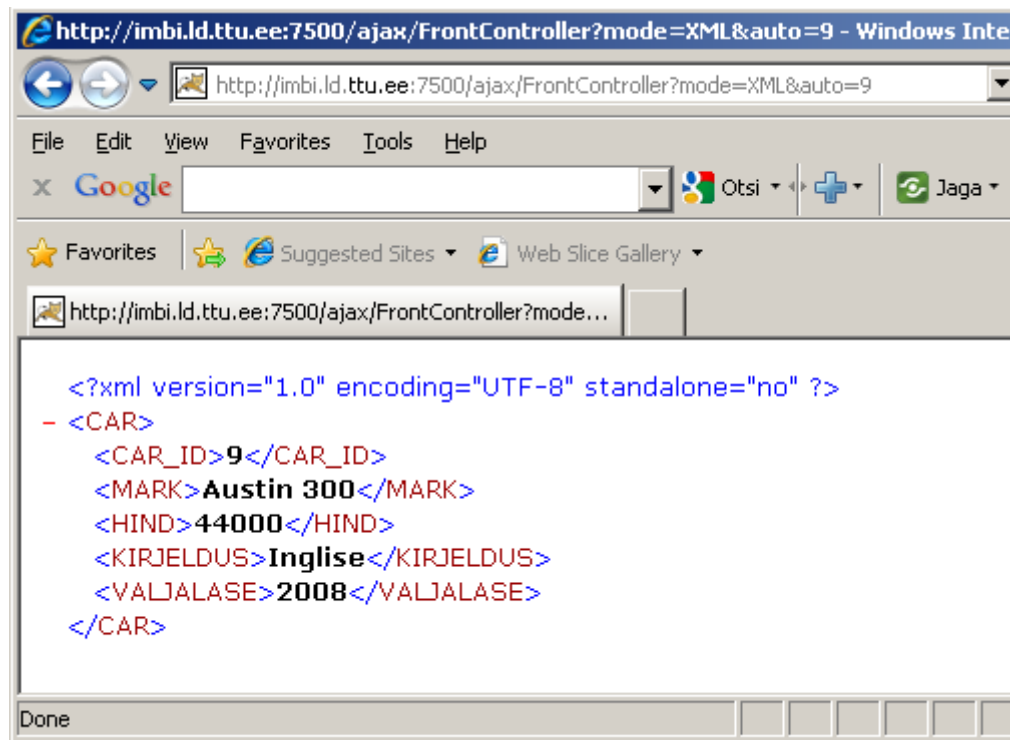 http://imbi.ld.ttu.ee:7500/ajax/FrontController?mode=XML&auto=9 - Windows Inte
http://imbi.ld.ttu.ee:7500/ajax/FrontController?mode=XML&auto=9
File Edit View Favorites Tools Help
x Google Otsi Jaga
Favorites Suggested Sites Web Slice Gallery
http://imbi.ld.ttu.ee:7500/ajax/FrontController?mode...
<?xml version="1.0" encoding="UTF-8" standalone="no" ?>
- <CAR>
<CAR_ID>9</CAR_ID>
<MARK>Austin 300</MARK>
<HIND>44000</HIND>
<KIRJELDUS>Inglise</KIRJELDUS>
<VALJALASE>2008</VALJALASE>
</CAR>
Done